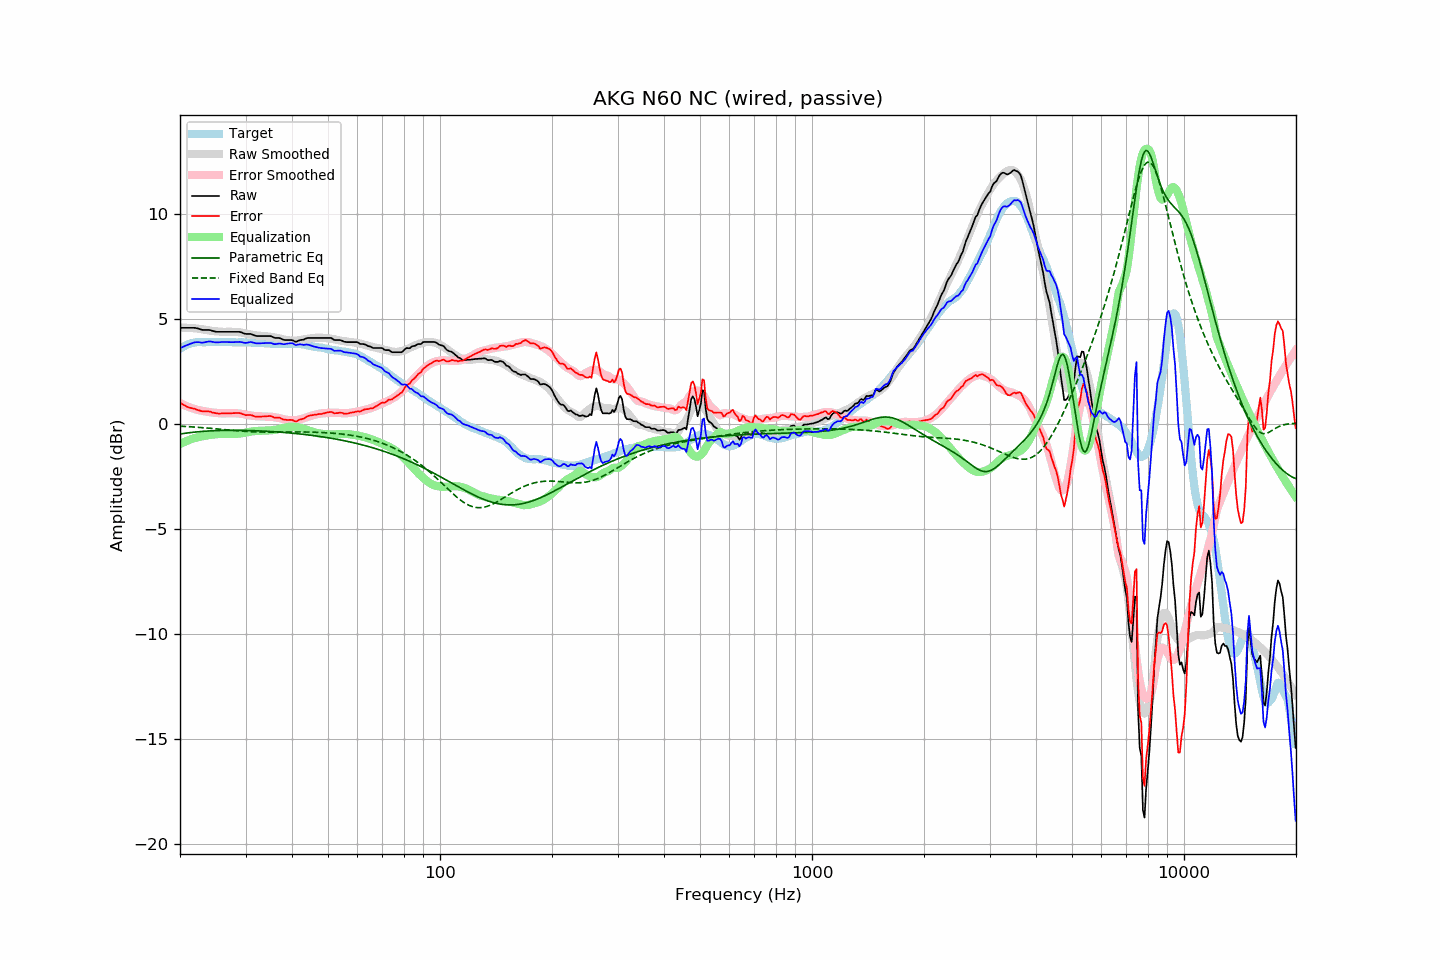 AKG N60 NC (wired, passive)
Target
Raw Smoothed
Error Smoothed
Raw
Error
Equalization
Parametric Eq
Fixed Band Eq
Equalized
10
5
0
−5
−10
−15
−20
Amplitude (dBr)
100
1000
10000
Frequency (Hz)